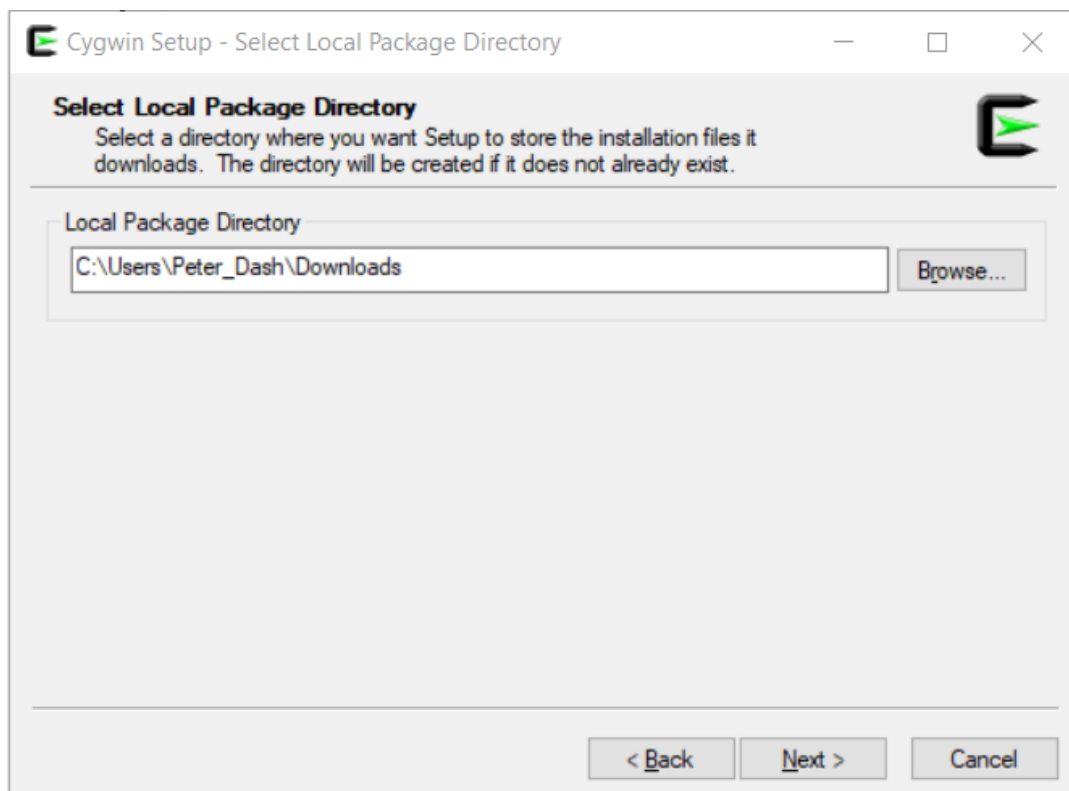 Cygwin Setup - Select Local Package Directory
Select Local Package Directory
Select a directory where you want Setup to store the installation files it
downloads. The directory will be created if it does not already exist.
Local Package Directory
C:\Users\Peter_Dash\Downloads
Browse...
< Back Next > Cancel